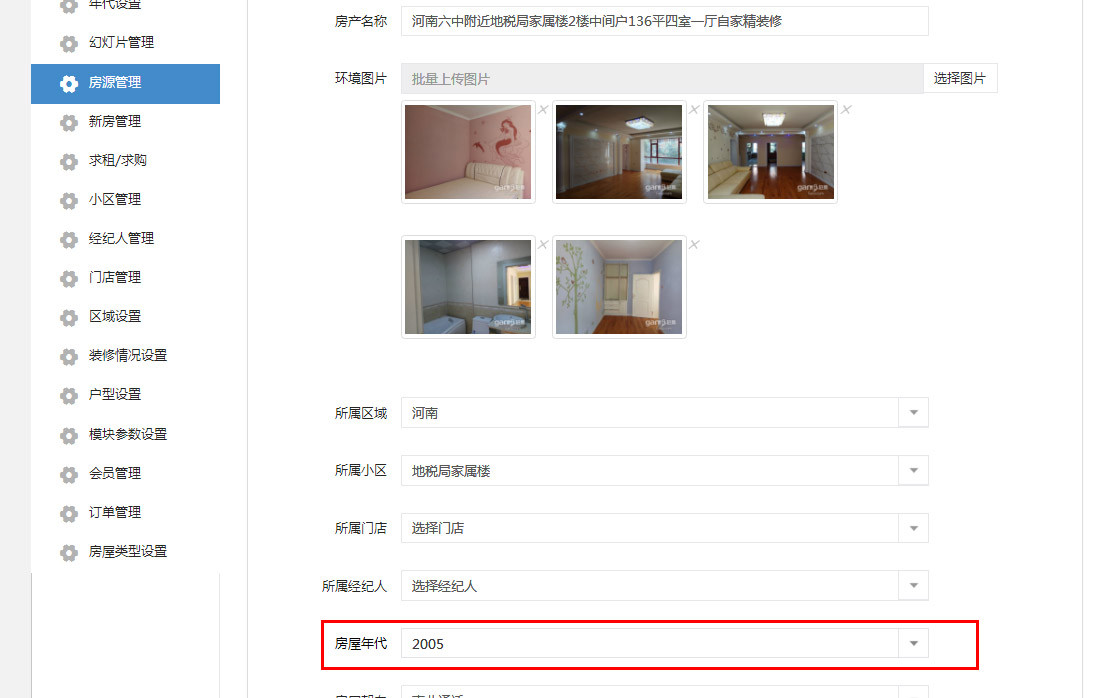 年代设置
幻灯片管理
房源管理
新房管理
求租/求购
小区管理
经纪人管理
门店管理
区域设置
装修情况设置
户型设置
模块参数设置
会员管理
订单管理
房屋类型设置
房产名称 河南六中附近地税局家属楼2楼中间户136平四室一厅自家精装修
环境图片 批量上传图片 选择图片
所属区域 河南
所属小区 地税局家属楼
所属门店 选择门店
所属经纪人 选择经纪人
房屋年代 2005